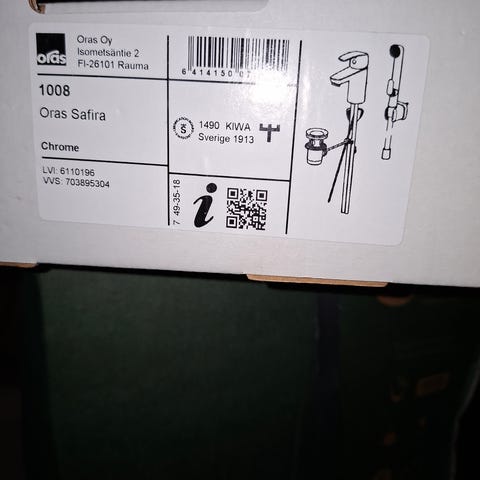 oras
Oras Oy
Isometsäntie 2
FI-26101 Rauma
1008
Oras Safira
Chrome
LVI: 6110196
VVS: 703895304
6 414150 07
S
1490 KIWA
Sverige 1913
7 49-35-18
i